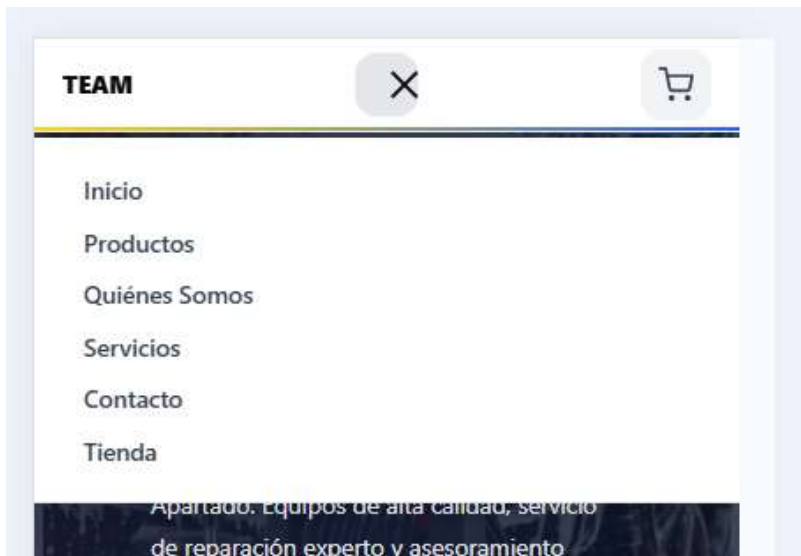 TEAM
Inicio
Productos
Quiénes Somos
Servicios
Contacto
Tienda
Apartado. Equipos de alta calidad, servicio
de reparación experto y asesoramiento